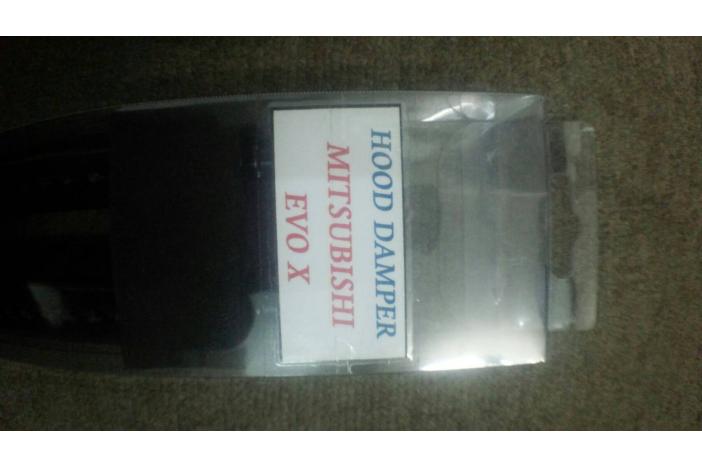 HOOD DAMPER
MITSUBISHI
EVO X